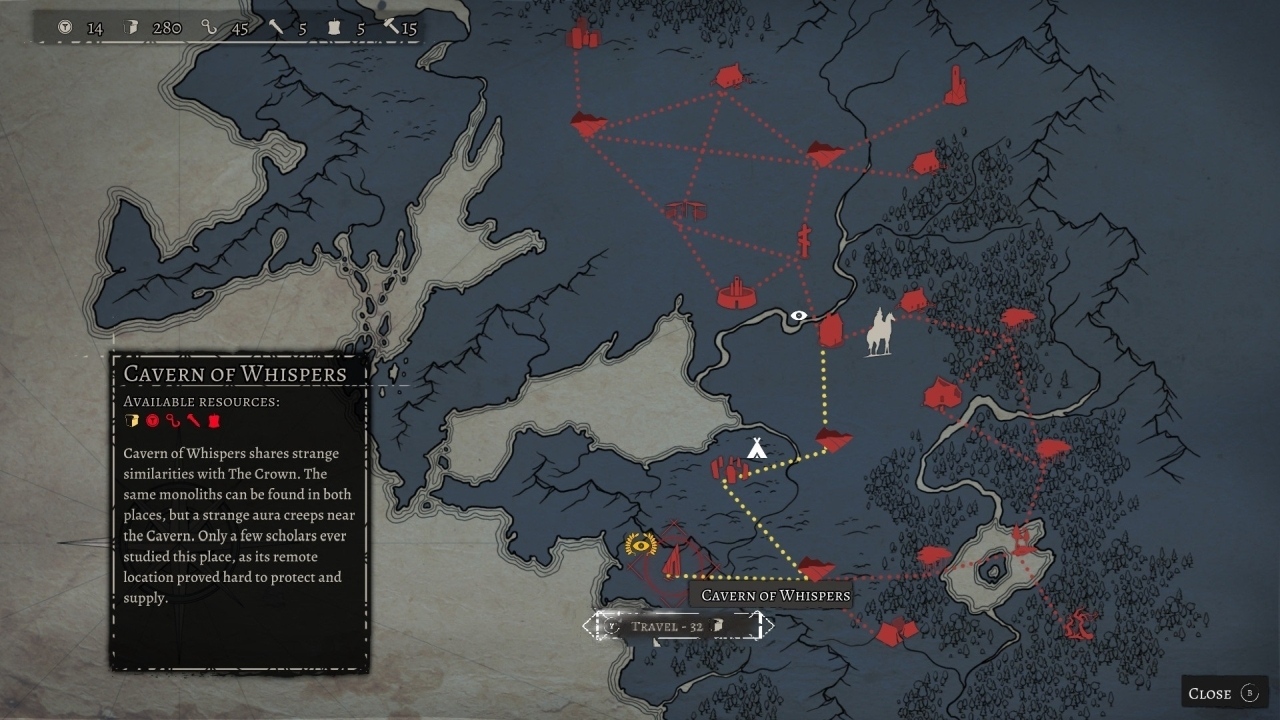 14 280 45 5 5 15
Cavern of Whispers
Available resources:
Cavern of Whispers shares strange
similarities with The Crown. The
same monoliths can be found in both
places, but a strange aura creeps near
the Cavern. Only a few scholars ever
studied this place, as its remote
location proved hard to protect and
supply.
Cavern of Whispers
Y Travel - 32
Close B